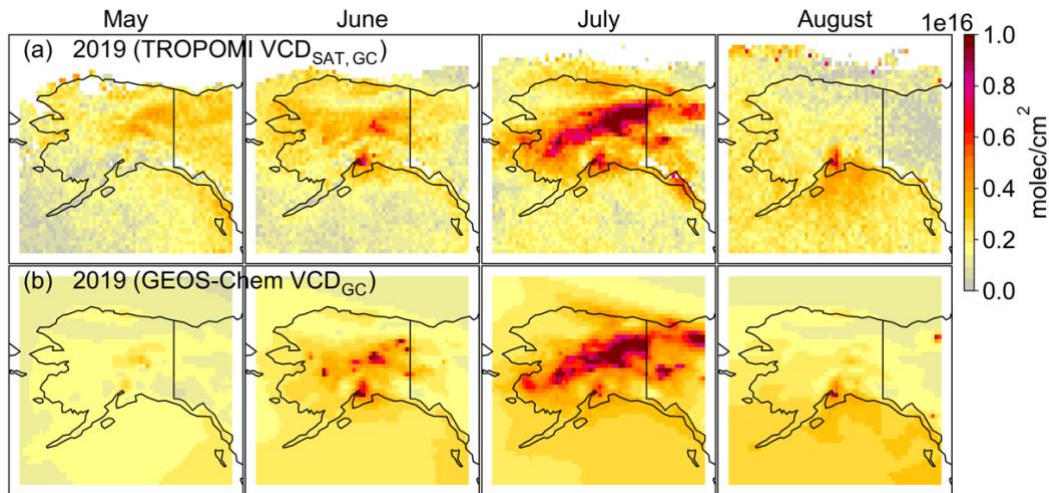 May June July August 1e16
(a) 2019 (TROPOMI VCD_SAT, GC)
(b) 2019 (GEOS-Chem VCD_GC)
1.0
0.8
0.6
0.4
0.2
0.0
molec/cm²